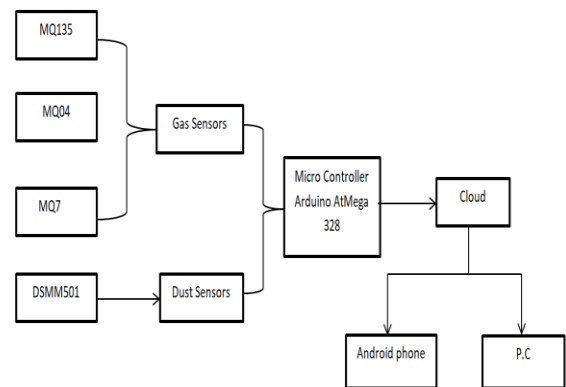 MQ135
MQ04
MQ7
DSMM501
Gas Sensors
Dust Sensors
Micro Controller
Arduino AtMega
328
Cloud
Android phone
P.C